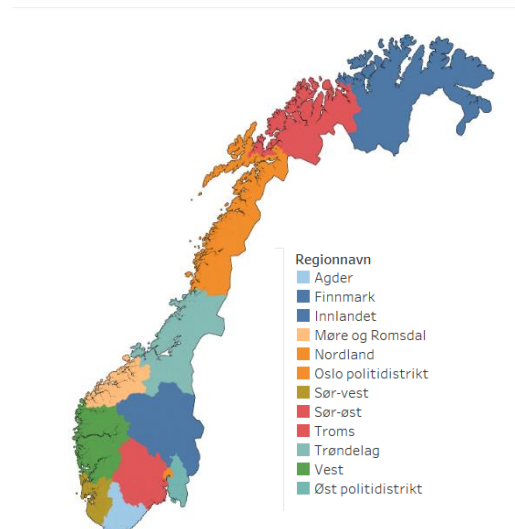 Regionnavn
Agder
Finnmark
Innlandet
Møre og Romsdal
Nordland
Oslo politidistrikt
Sør-vest
Sør-øst
Troms
Trøndelag
Vest
Øst politidistrikt